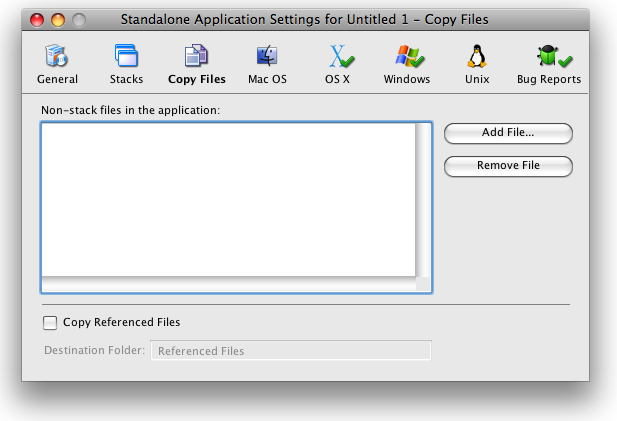 Standalone Application Settings for Untitled 1 - Copy Files
General Stacks Copy Files Mac OS OS X Windows Unix Bug Reports
Non-stack files in the application:
Add File...
Remove File
Copy Referenced Files
Destination Folder: Referenced Files